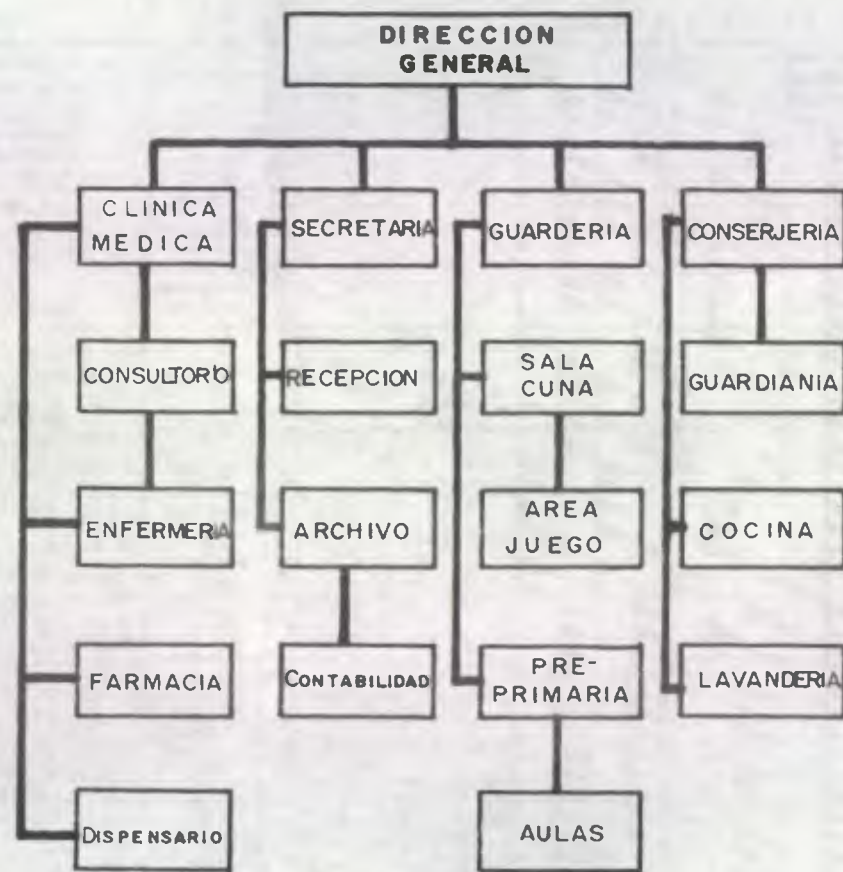 DIRECCION
GENERAL
CLINICA
MEDICA
SECRETARIA
GUARDERIA
CONSERJERIA
CONSULTORIO
RECEPCION
SALA
CUNA
GUARDIANIA
ENFERMERIA
ARCHIVO
AREA
JUEGO
COCINA
FARMACIA
CONTABILIDAD
PRE-
PRIMARIA
LAVANDERIA
DISPENSARIO
AULAS